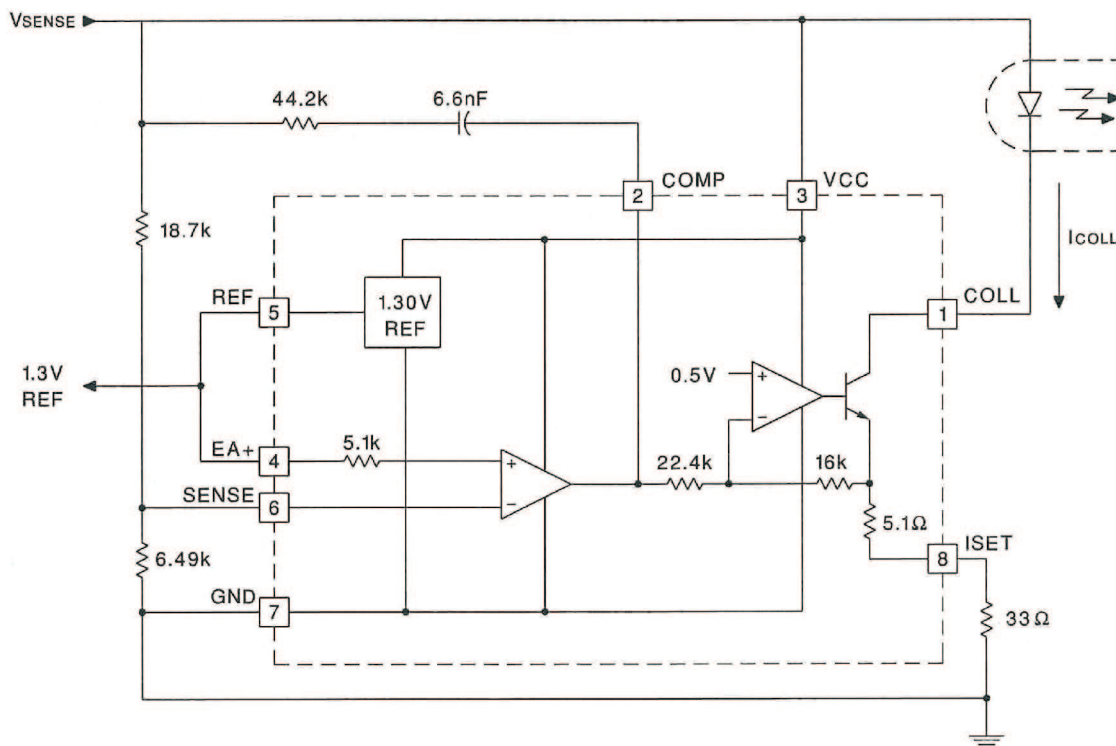 VSENSE
44.2k
6.6nF
COMP
VCC
2
3
18.7k
ICOLL
REF
5
1.30V
REF
COLL
1
1.3V
REF
0.5V
+
−
EA+
4
5.1k
+
−
22.4k
16k
SENSE
6
5.1Ω
ISET
8
6.49k
GND
7
33Ω